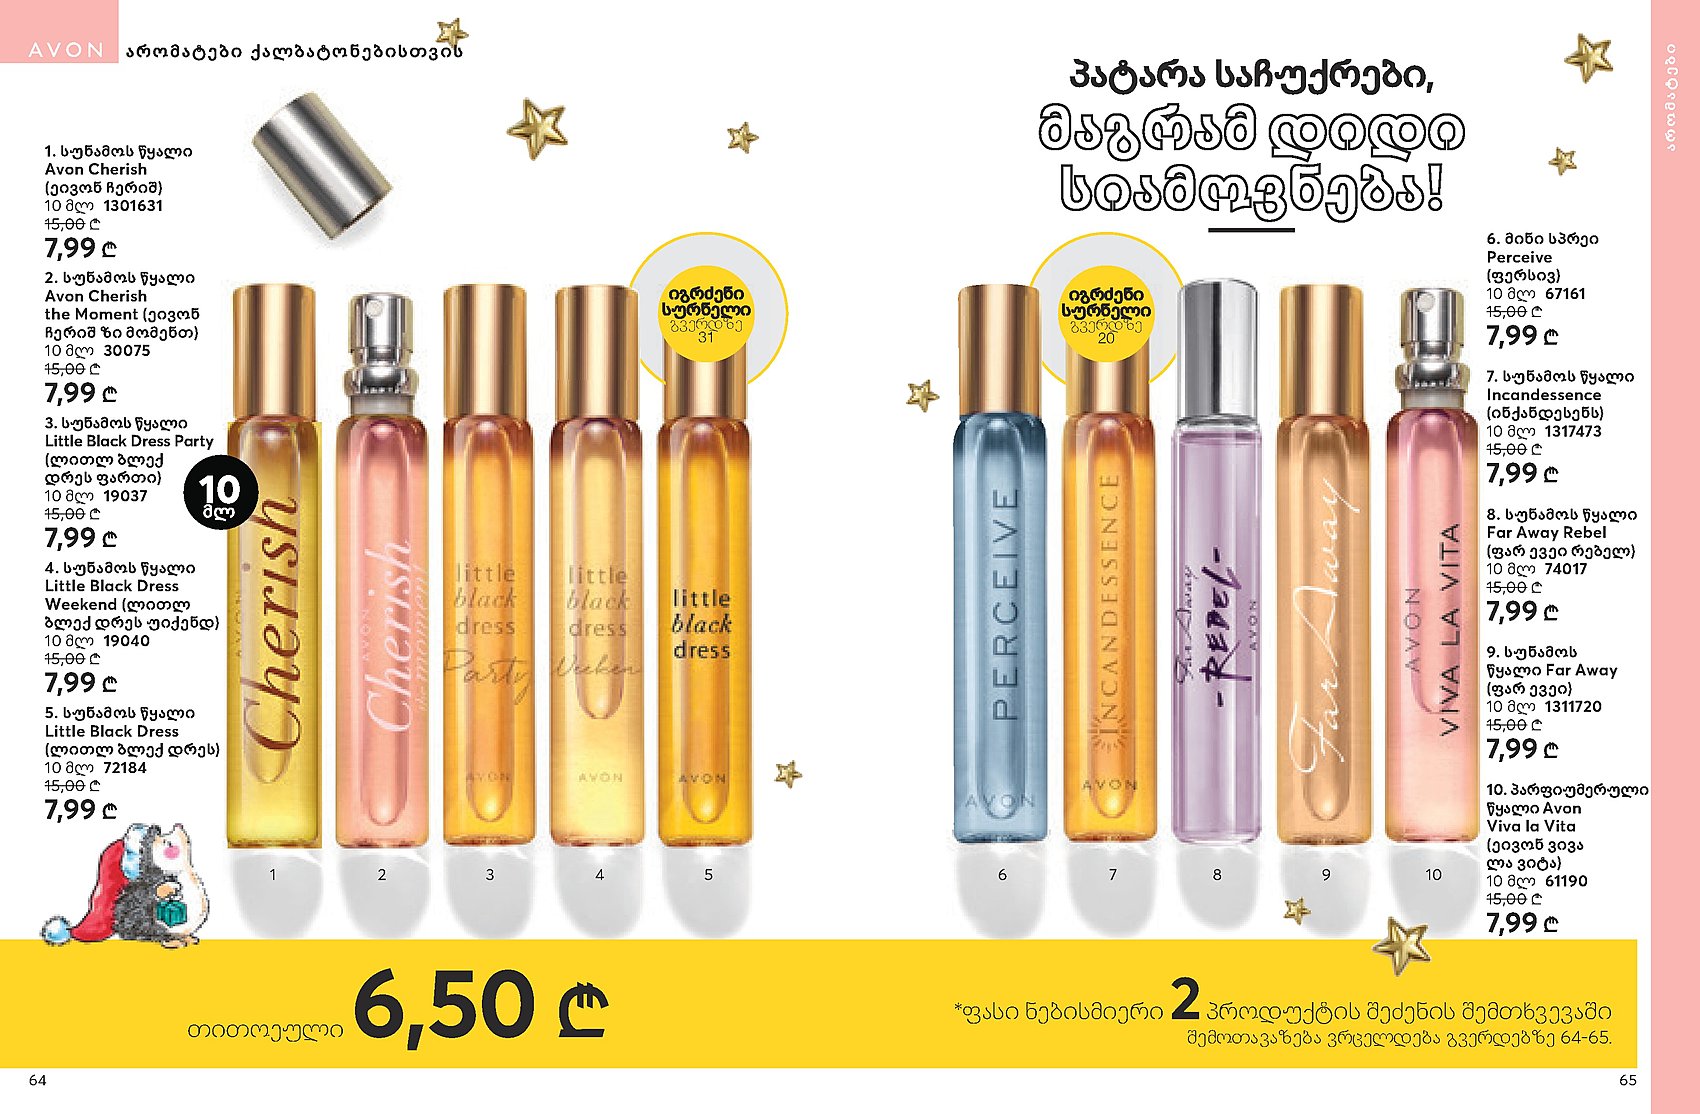 AVON
არომატები ქალბატონებისთვის
1. სუნამოს წყალი
Avon Cherish
(ეივონ ჩერიშ)
10 მლ 1301631
15,00 ₾
7,99 ₾
2. სუნამოს წყალი
Avon Cherish
the Moment (ეივონ
ჩერიშ ზი მომენთ)
10 მლ 30075
15,00 ₾
7,99 ₾
3. სუნამოს წყალი
Little Black Dress Party
(ლითლ ბლექ
დრეს ფართი)
10 მლ 19037
15,00 ₾
7,99 ₾
4. სუნამოს წყალი
Little Black Dress
Weekend (ლითლ
ბლექ დრეს უიქენდ)
10 მლ 19040
15,00 ₾
7,99 ₾
5. სუნამოს წყალი
Little Black Dress
(ლითლ ბლექ დრეს)
10 მლ 72184
15,00 ₾
7,99 ₾
10
მლ
იგრძენი
სურნელი
გვერდზე
31
AVON
Cherish
AVON
Cherish
the moment
little
black
dress
Party
AVON
little
black
dress
AVON
little
black
dress
AVON
1
2
3
4
5
თითოეული 6,50 ₾
64
პატარა საჩუქრები,
მაგრამ დიდი
სიამოვნება!
იგრძენი
სურნელი
გვერდზე
20
PERCEIVE
AVON
INCANDESSENCE
AVON
Far Away
-REBEL-
AVON
Far Away
AVON
VIVA LA VITA
6
7
8
9
10
6. მინი სპრეი
Perceive
(ფერსივ)
10 მლ 67161
15,00 ₾
7,99 ₾
7. სუნამოს წყალი
Incandessence
(ინქანდესენს)
10 მლ 1317473
15,00 ₾
7,99 ₾
8. სუნამოს წყალი
Far Away Rebel
(ფარ ევეი რებელ)
10 მლ 74017
15,00 ₾
7,99 ₾
9. სუნამოს
წყალი Far Away
(ფარ ევეი)
10 მლ 1311720
15,00 ₾
7,99 ₾
10. პარფიუმერული
წყალი Avon
Viva la Vita
(ეივონ ვივა
ლა ვიტა)
10 მლ 61190
15,00 ₾
7,99 ₾
*ფასი ნებისმიერი 2 პროდუქტის შეძენის შემთხვევაში
შემოთავაზება ვრცელდება გვერდებზე 64-65.
65
არომატები